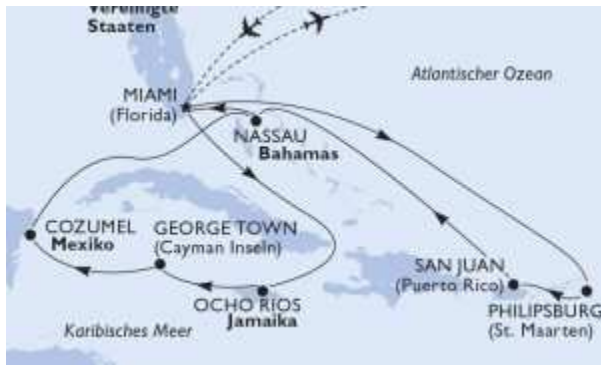 Vereinigte
Staaten
Atlantischer Ozean
MIAMI
(Florida)
NASSAU
Bahamas
COZUMEL
Mexiko
GEORGE TOWN
(Cayman Inseln)
SAN JUAN
(Puerto Rico)
OCHO RIOS
Jamaika
PHILIPSBURG
(St. Maarten)
Karibisches Meer